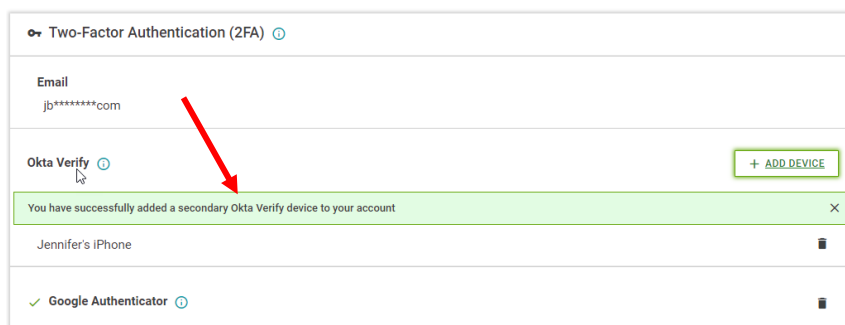 Two-Factor Authentication (2FA)
Email
jb********com
Okta Verify
+ ADD DEVICE
You have successfully added a secondary Okta Verify device to your account
Jennifer's iPhone
Google Authenticator